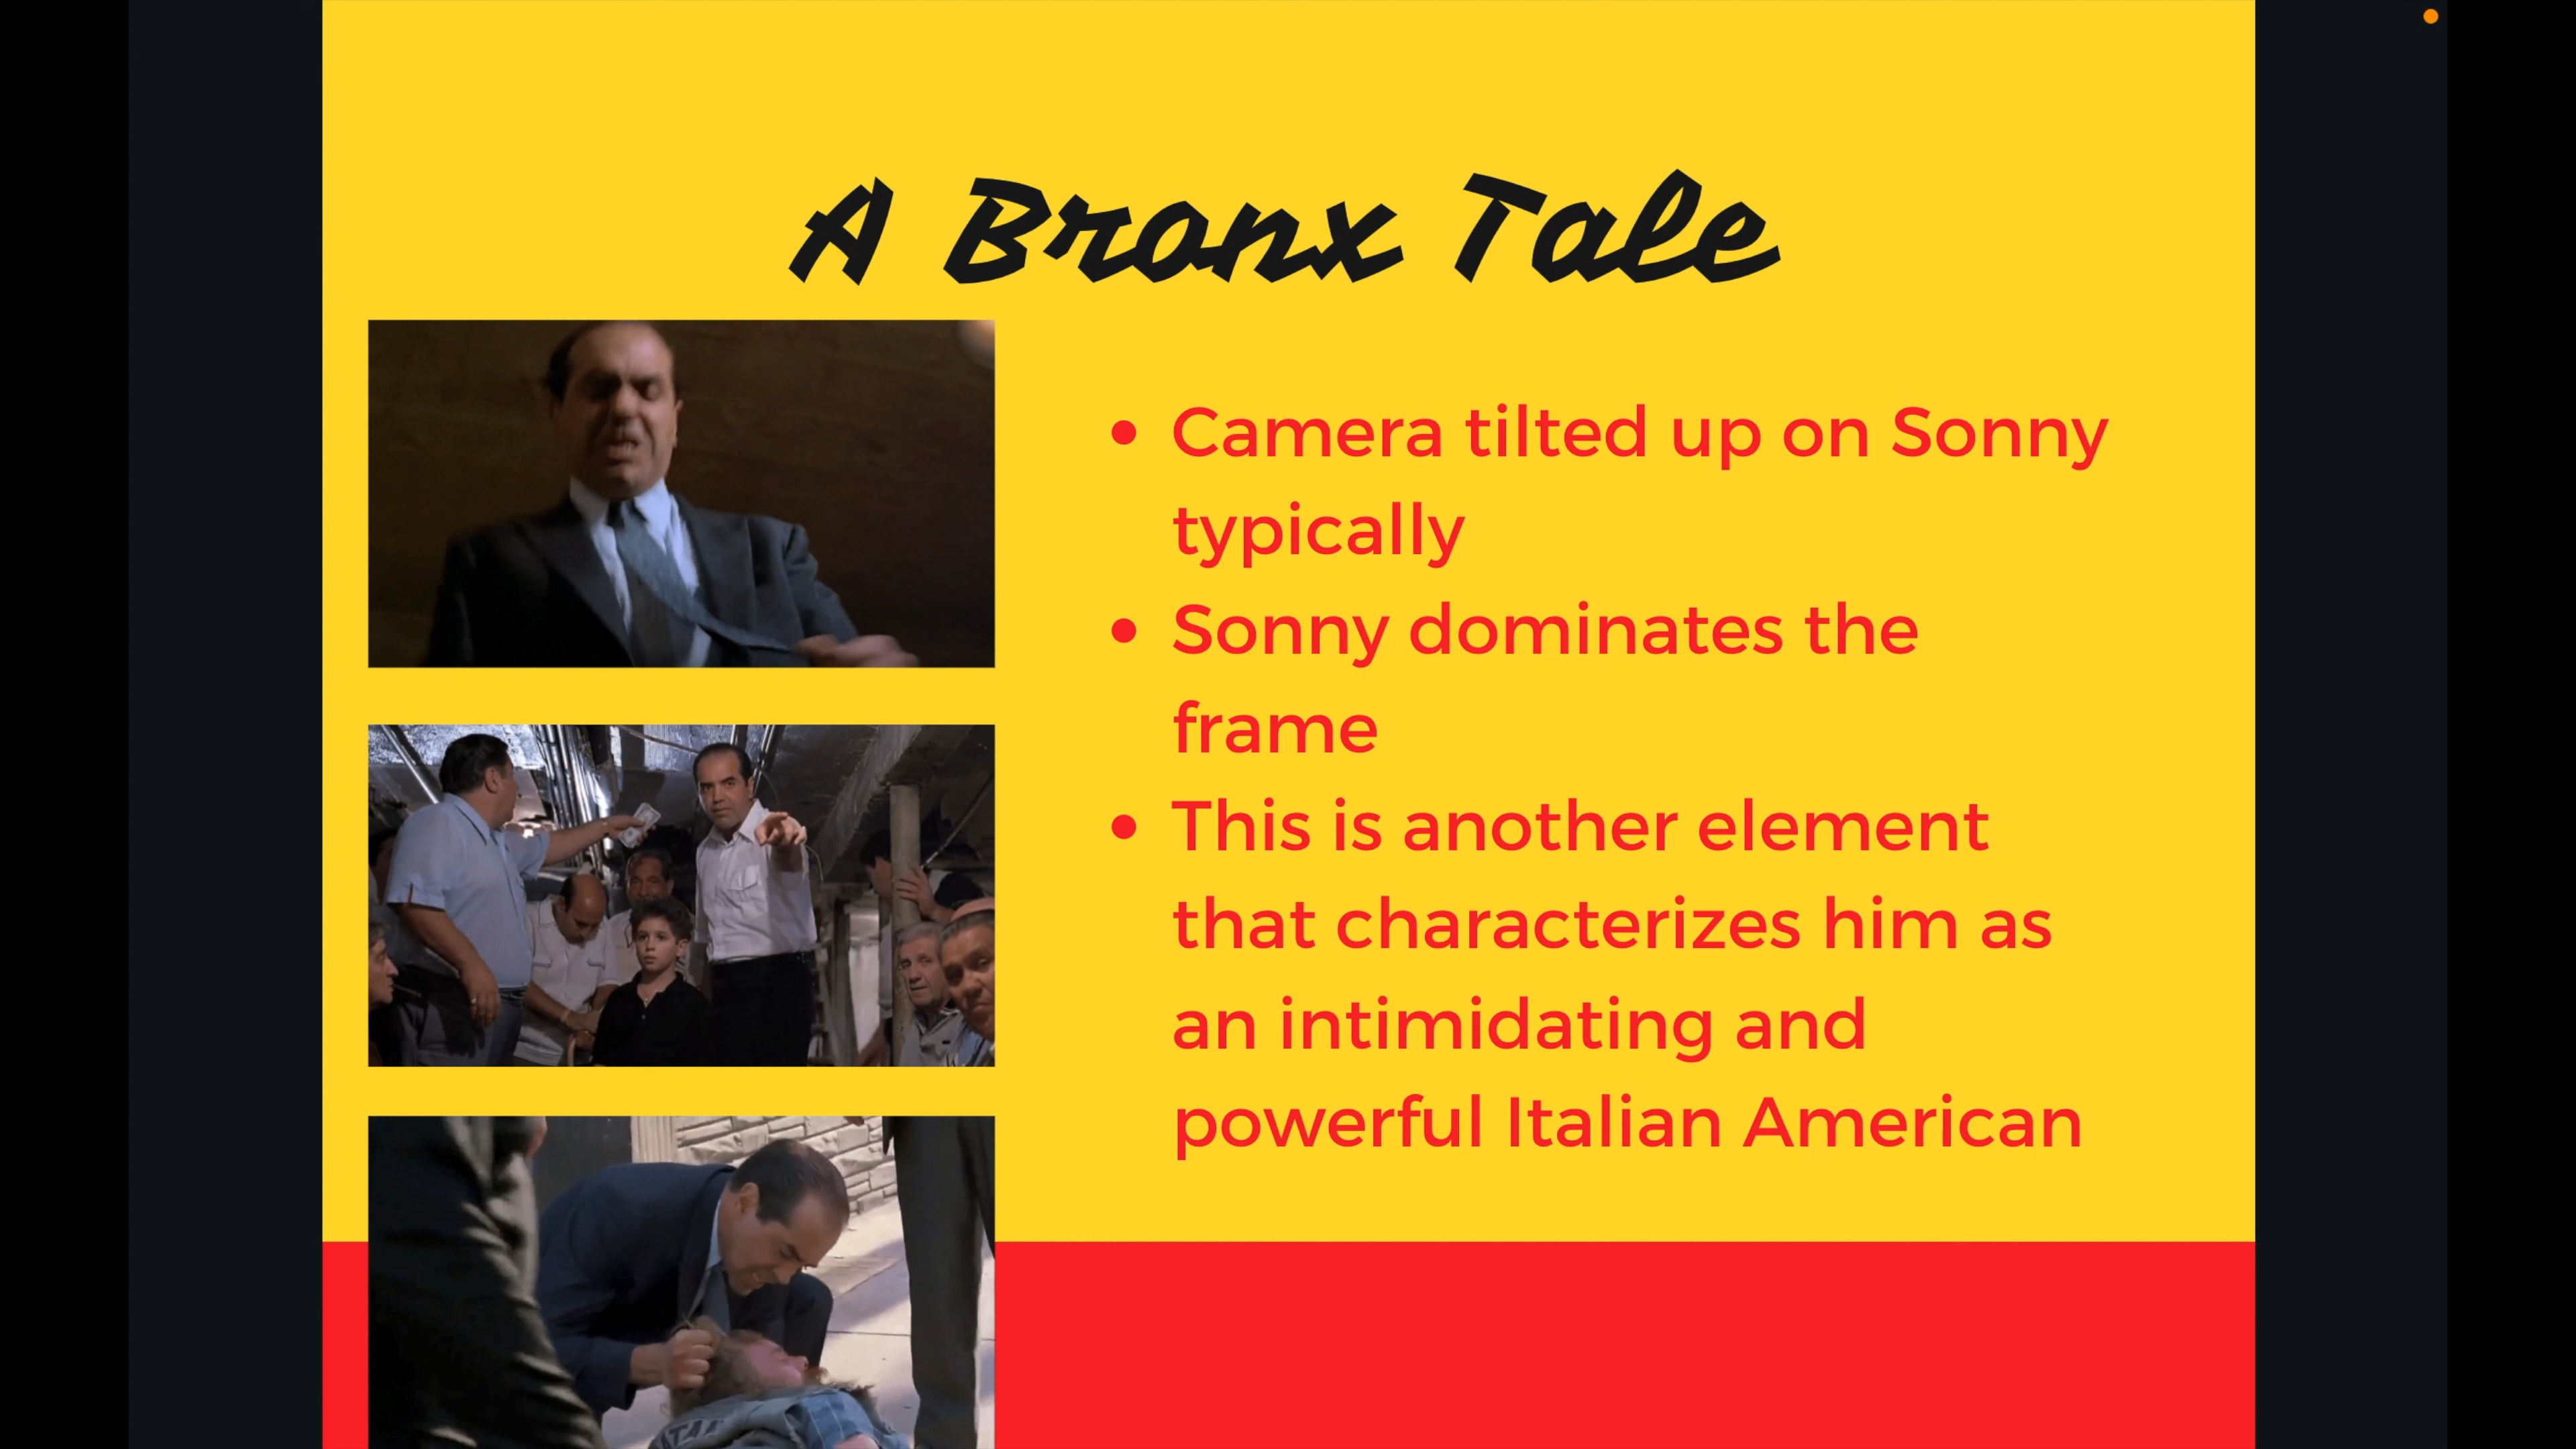 A Bronx Tale
• Camera tilted up on Sonny
typically
• Sonny dominates the
frame
• This is another element
that characterizes him as
an intimidating and
powerful Italian American